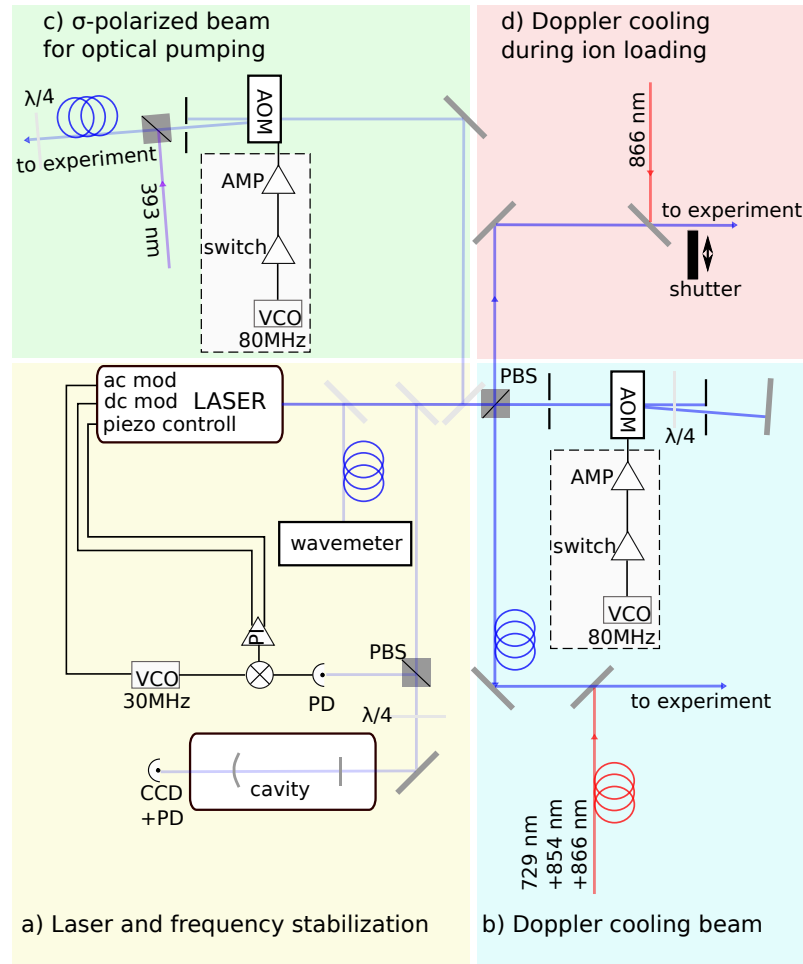 c) σ-polarized beam
for optical pumping
λ/4
AOM
to experiment
393 nm
AMP
switch
VCO
80MHz
d) Doppler cooling
during ion loading
866 nm
to experiment
shutter
ac mod
dc mod
LASER
piezo controll
wavemeter
PI
VCO
30MHz
PD
PBS
λ/4
cavity
CCD
+PD
a) Laser and frequency stabilization
PBS
AOM
λ/4
AMP
switch
VCO
80MHz
to experiment
729 nm
+854 nm
+866 nm
b) Doppler cooling beam